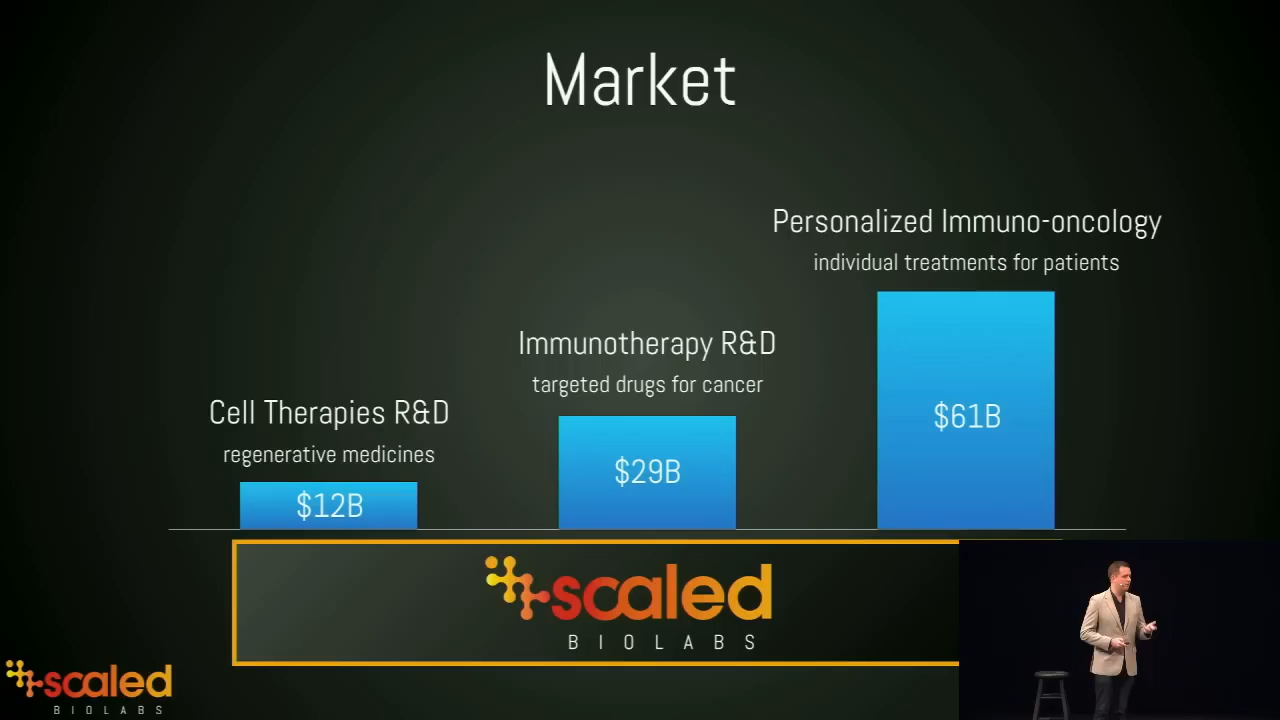 Market
Personalized Immuno-oncology
individual treatments for patients
Immunotherapy R&D
targeted drugs for cancer
Cell Therapies R&D
regenerative medicines
$12B
$29B
$61B
scaled
BIOLABS
scaled
BIOLABS